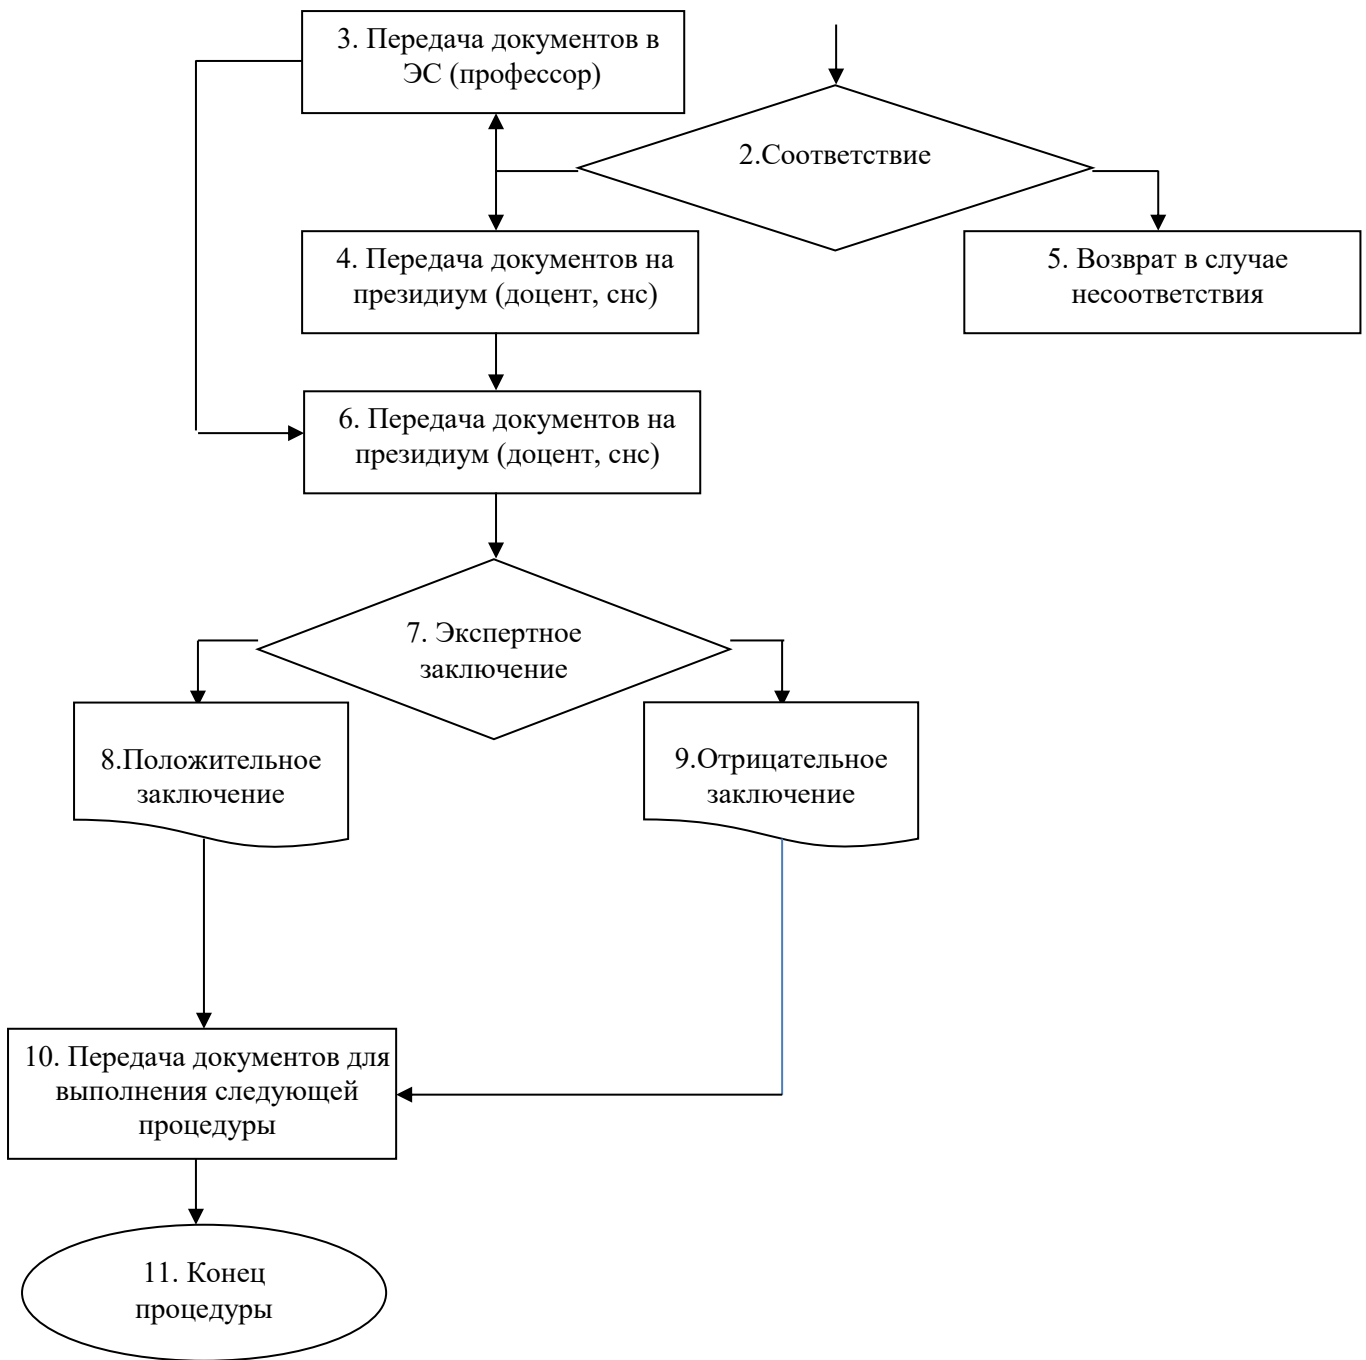 3. Передача документов в
ЭС (профессор)
2.Соответствие
4. Передача документов на
президиум (доцент, снс)
5. Возврат в случае
несоответствия
6. Передача документов на
президиум (доцент, снс)
7. Экспертное
заключение
8.Положительное
заключение
9.Отрицательное
заключение
10. Передача документов для
выполнения следующей
процедуры
11. Конец
процедуры